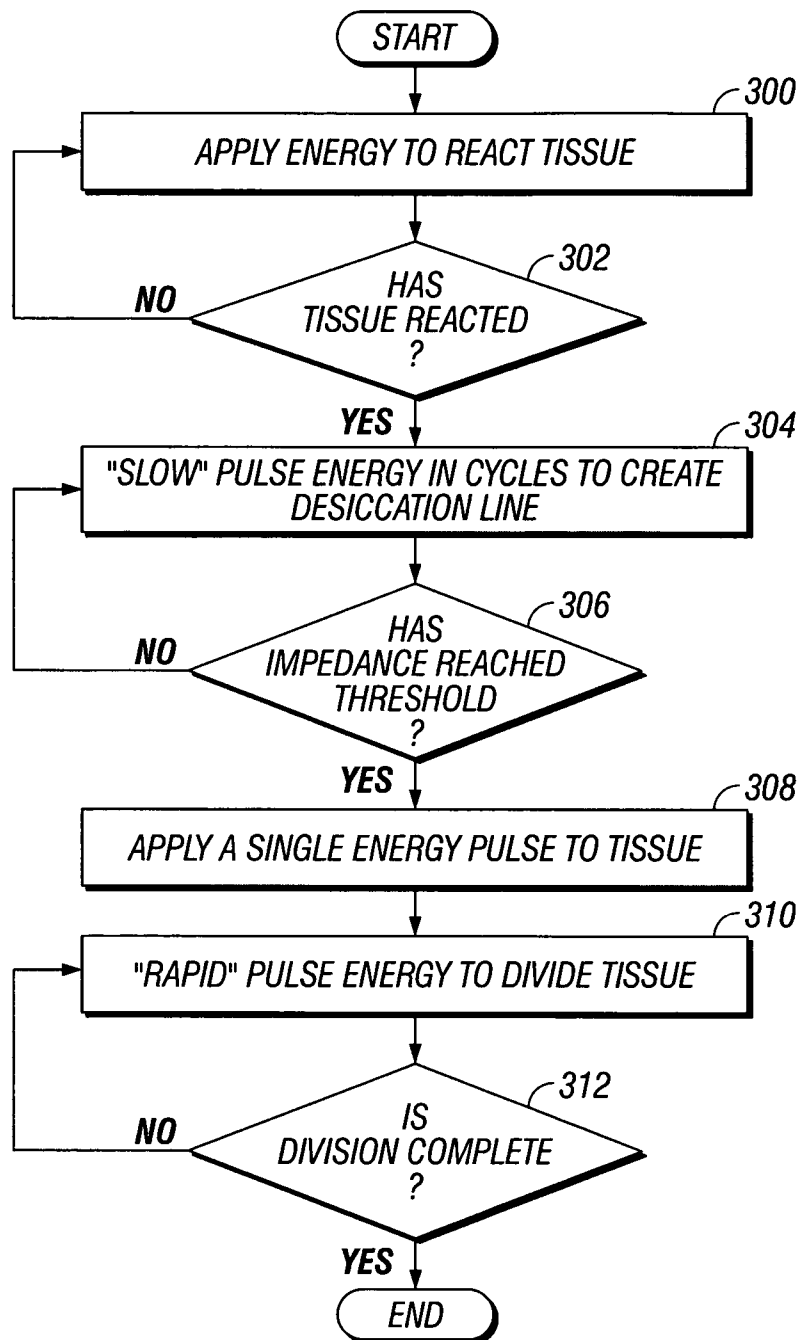 START
300
APPLY ENERGY TO REACT TISSUE
302
HAS
TISSUE REACTED
?
NO
YES
304
"SLOW" PULSE ENERGY IN CYCLES TO CREATE
DESICCATION LINE
306
HAS
IMPEDANCE REACHED
THRESHOLD
?
NO
YES
308
APPLY A SINGLE ENERGY PULSE TO TISSUE
310
"RAPID" PULSE ENERGY TO DIVIDE TISSUE
312
IS
DIVISION COMPLETE
?
NO
YES
END